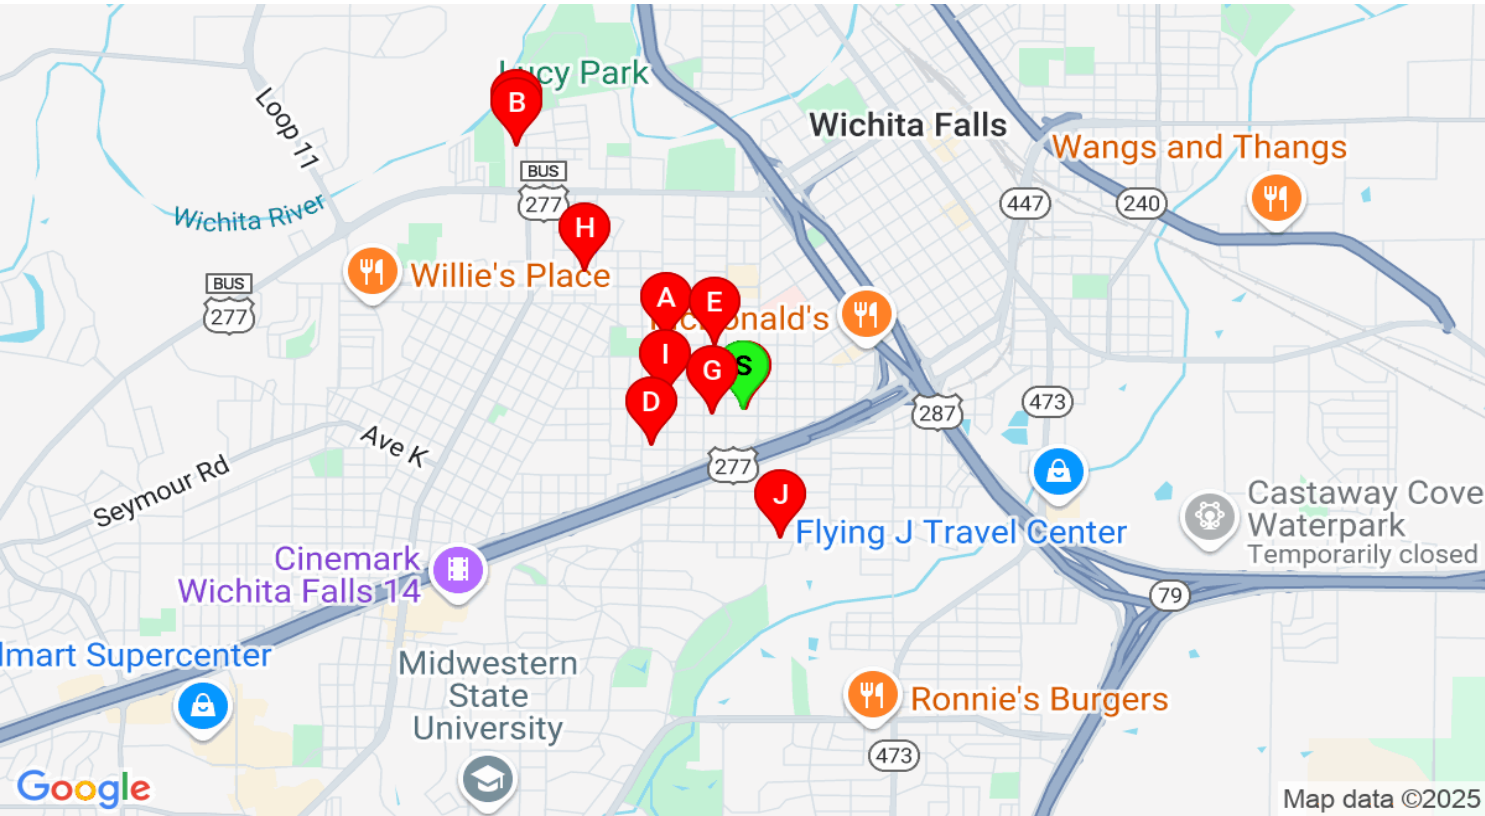 Lucy Park
B
Loop 11
Wichita Falls
Wangs and Thangs
BUS
277
447
240
Wichita River
H
Willie's Place
BUS
277
A
E
McDonald's
I
G
S
D
287
473
Ave K
277
Seymour Rd
J
Flying J Travel Center
Castaway Cove
Waterpark
Temporarily closed
Cinemark
Wichita Falls 14
79
lmart Supercenter
Midwestern
State
University
Ronnie's Burgers
473
Google
Map data ©2025